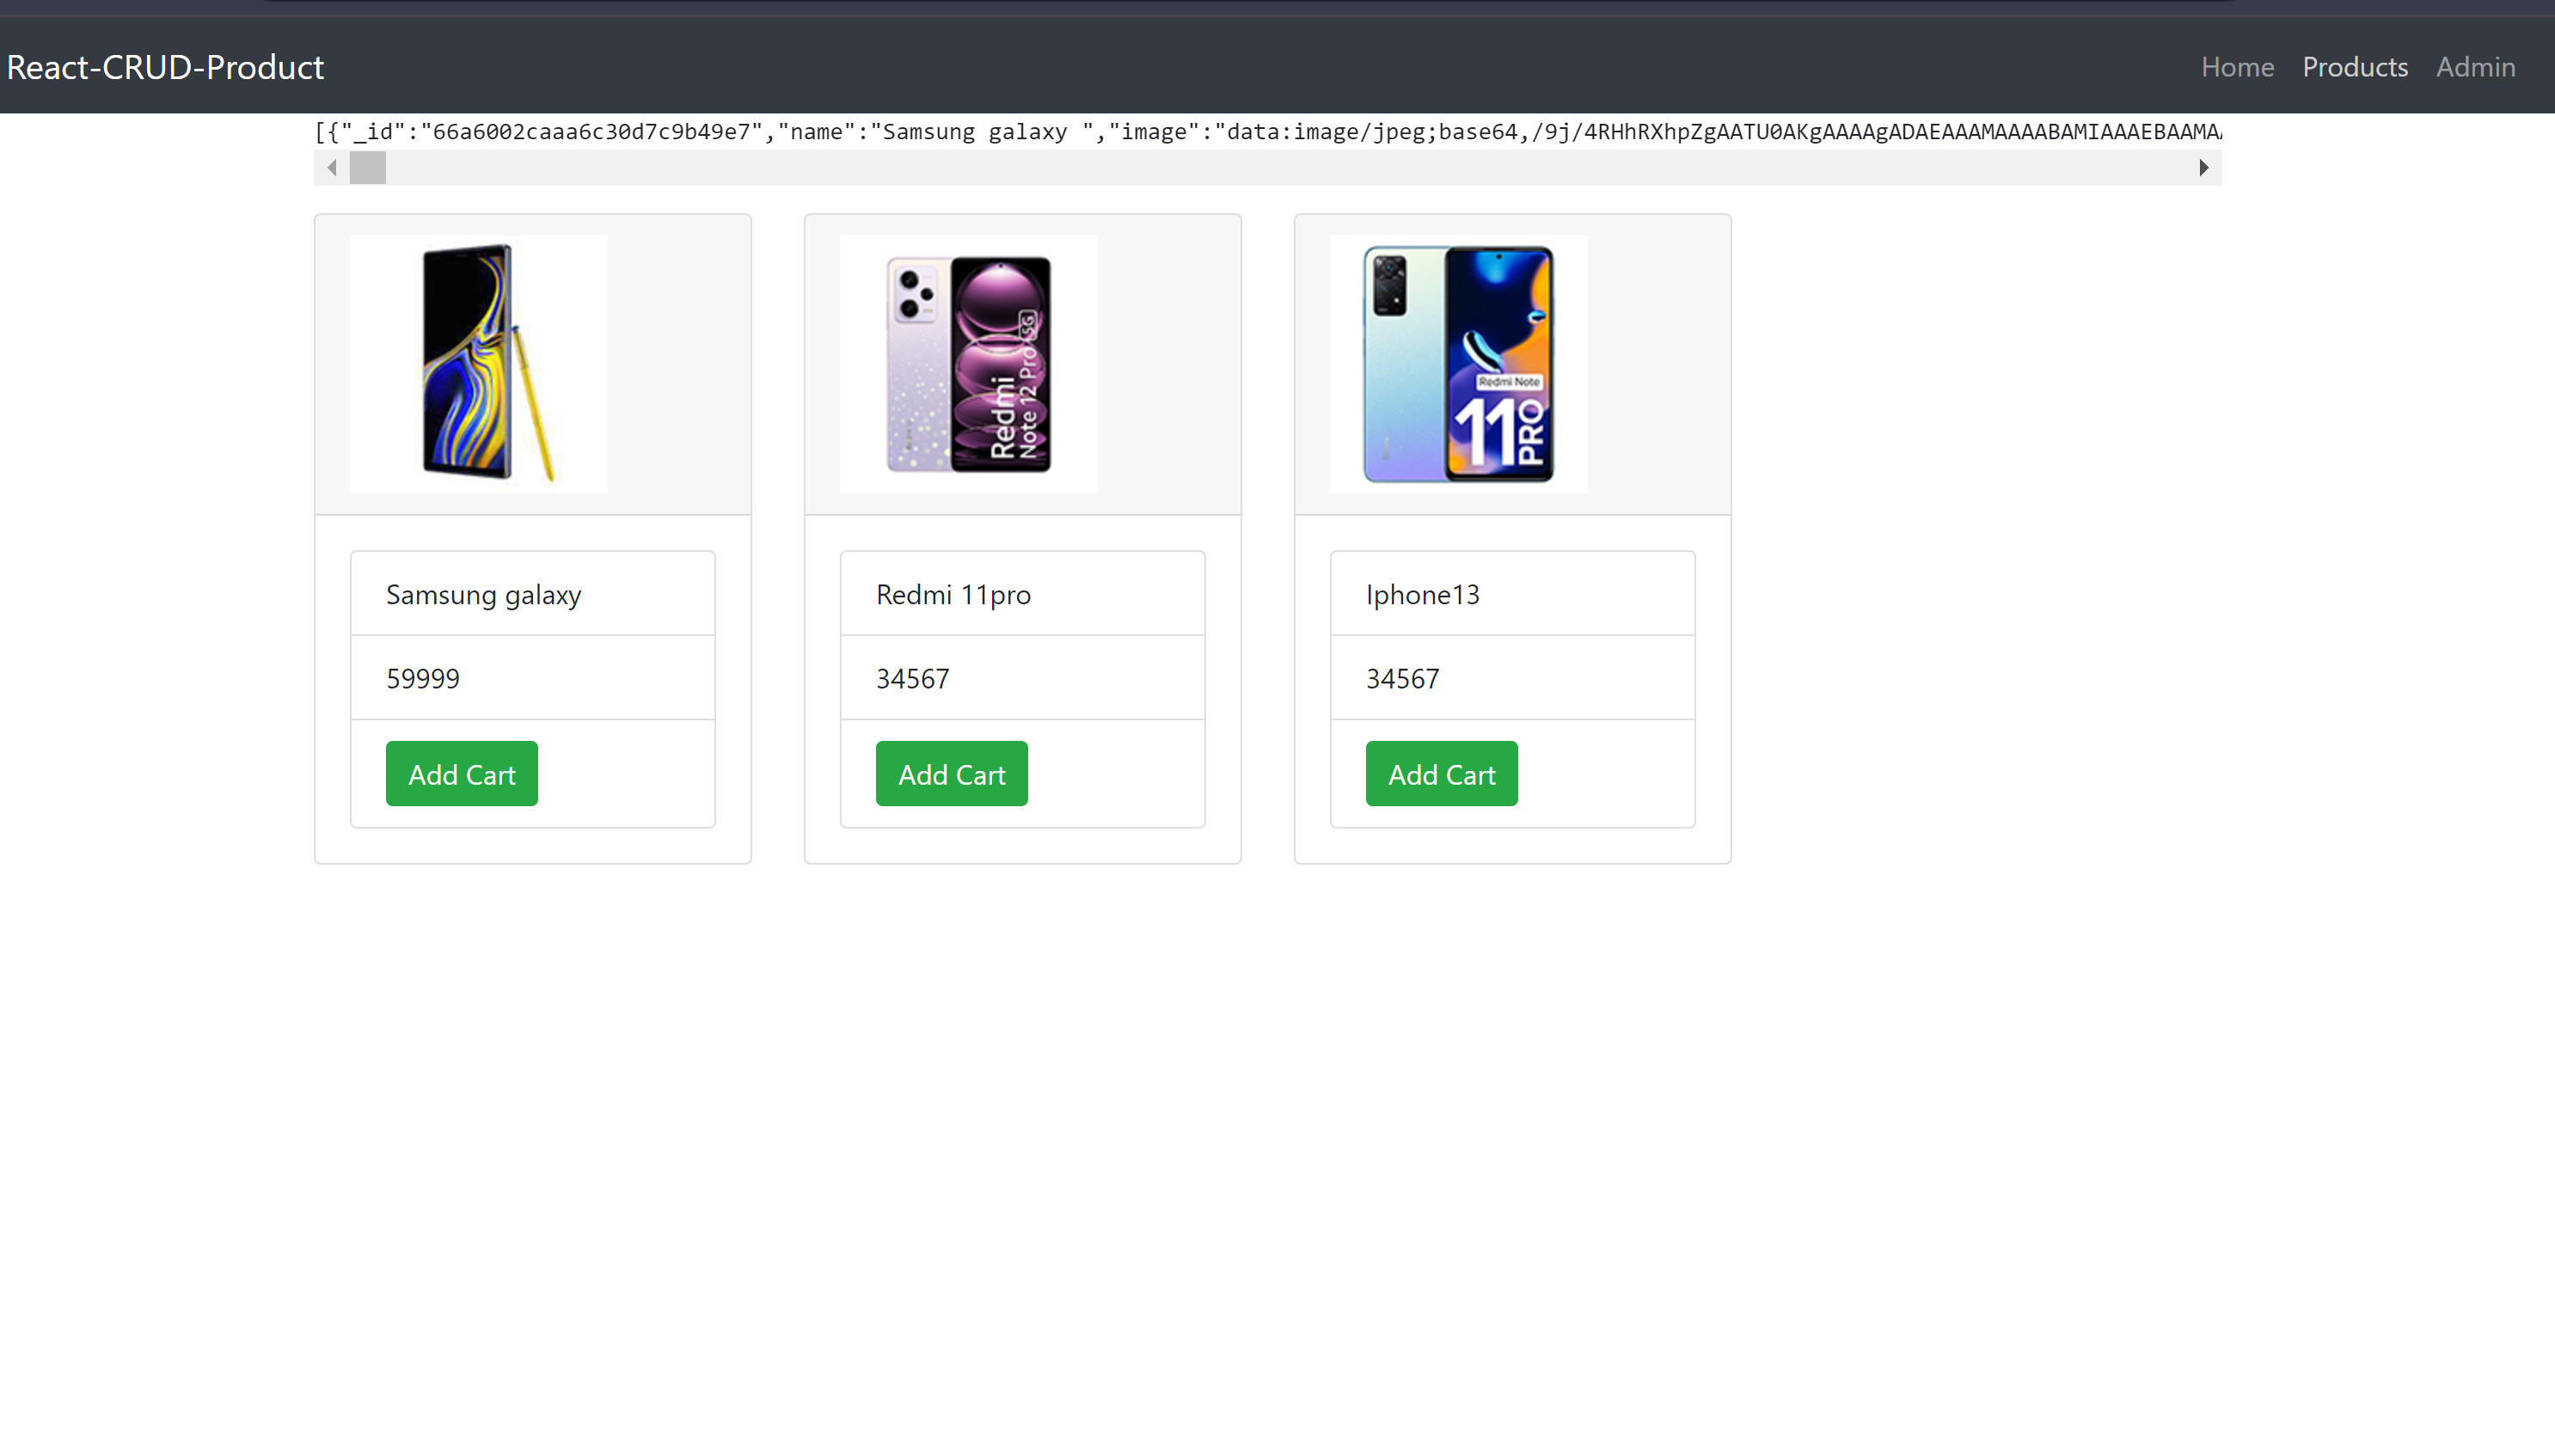 React-CRUD-Product
Home Products Admin
[{"_id":"66a6002caaa6c30d7c9b49e7","name":"Samsung galaxy ","image":"data:image/jpeg;base64,/9j/4RHhRXhpZgAATU0AKgAAAAgADAEAAAMAAAABAMIAAAEBAAMA
Redmi
Note 12 Pro 5G
Redmi Note
11 PRO
Samsung galaxy
59999
Add Cart
Redmi 11pro
34567
Add Cart
Iphone13
34567
Add Cart